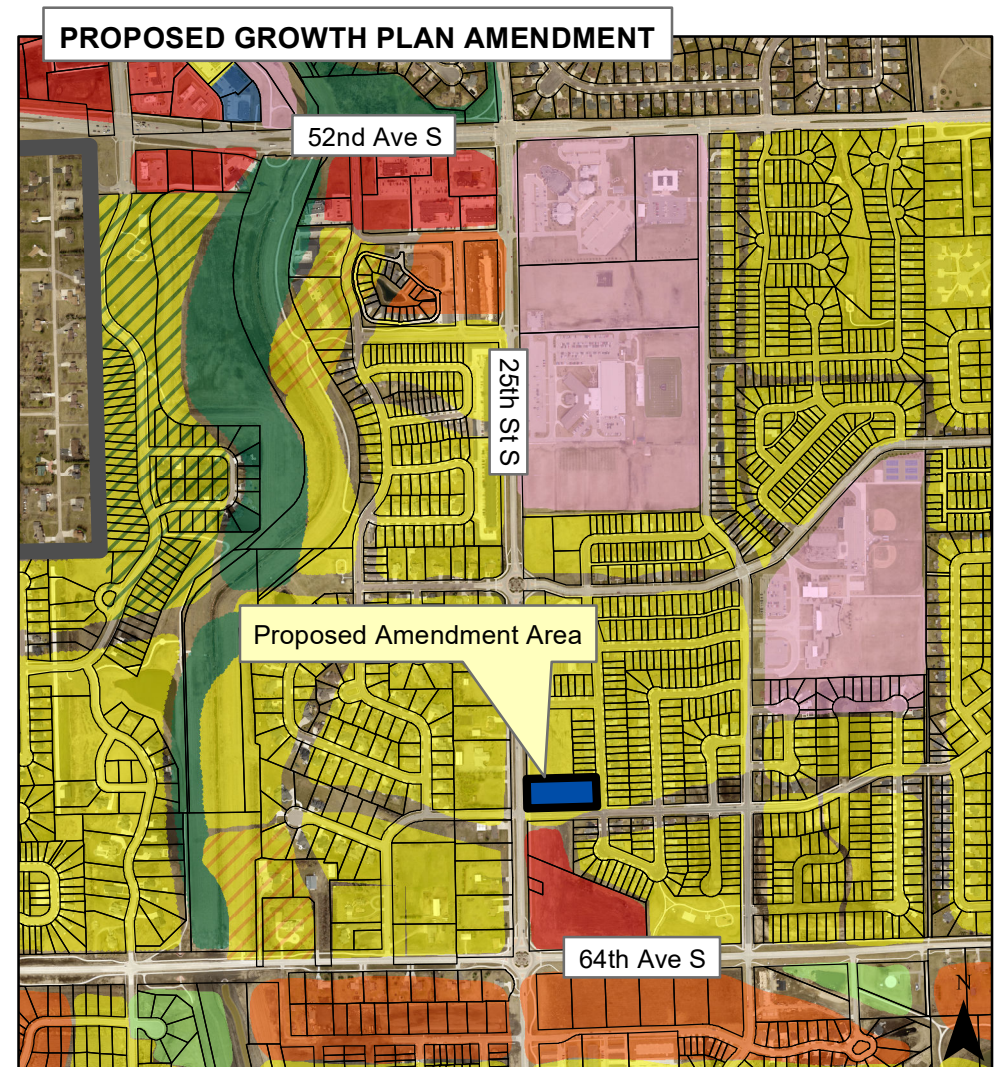 PROPOSED GROWTH PLAN AMENDMENT
52nd Ave S
25th St S
Proposed Amendment Area
64th Ave S
N